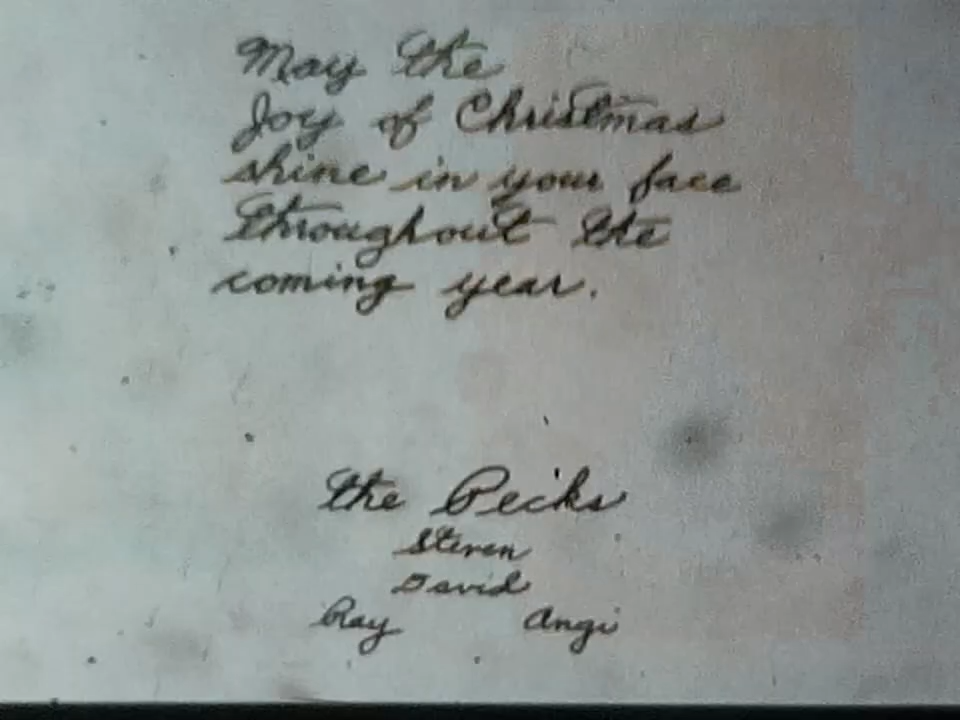 May the
Joy of Christmas
shine in your face
throughout the
coming year.
the Pecks
Steven
David
Ray Angi